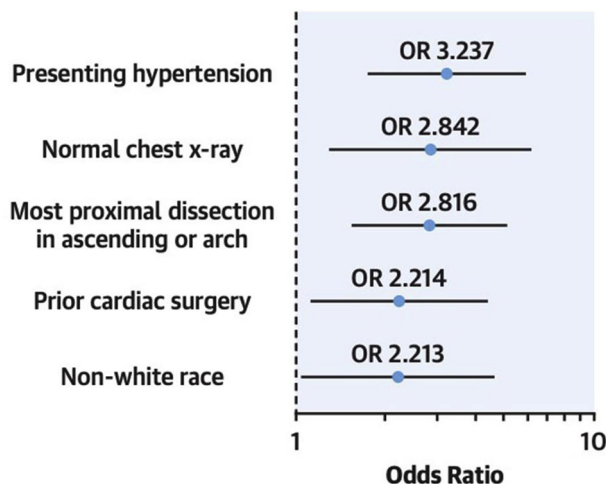 OR 3.237
Presenting hypertension
OR 2.842
Normal chest x-ray
OR 2.816
Most proximal dissection
in ascending or arch
OR 2.214
Prior cardiac surgery
OR 2.213
Non-white race
1
10
Odds Ratio